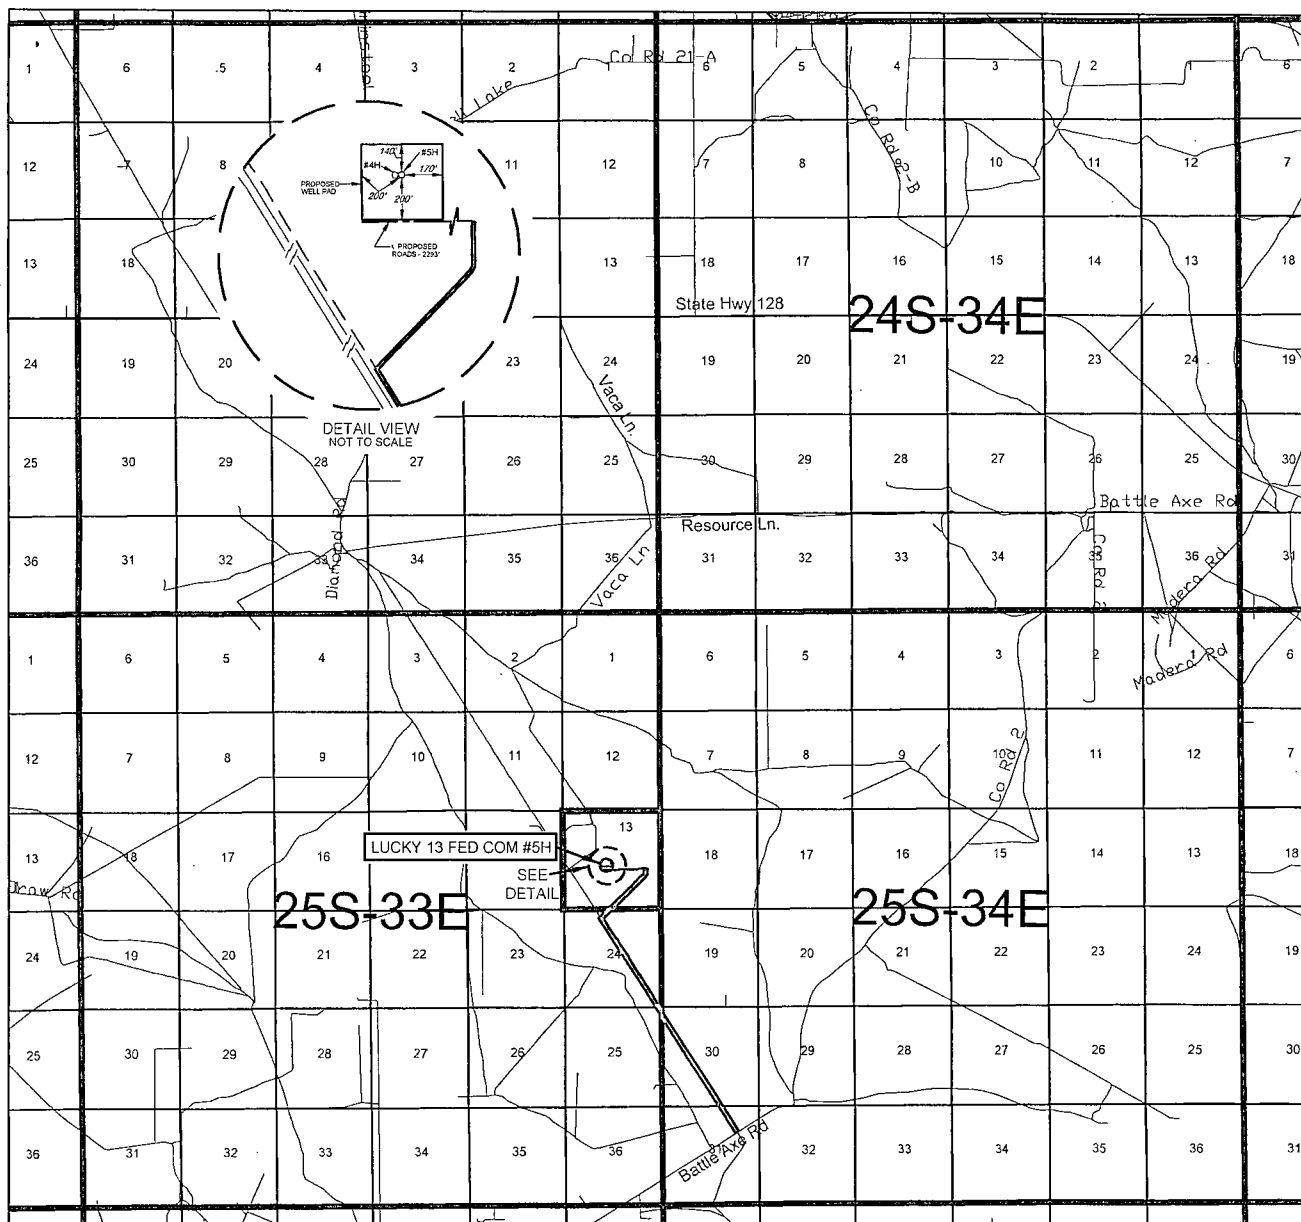 Co Rd 21-A
1 6 5 4 3 2 1 6 5 4 3 2 1 6
Lake
Co Rd 2-B
12 7 8 11 12 7 8 10 11 12 7
140'
#5H
#4H
170'
PROPOSED
WELL PAD
200'
200'
PROPOSED
ROADS - 2293'
13 18 13 18 17 16 15 14 13 18
State Hwy 128
24S-34E
24 19 20 23 24 19 20 21 22 23 24 19
Vaca Ln.
DETAIL VIEW
NOT TO SCALE
25 30 29 28 27 26 25 30 29 28 27 26 25 30
Diamond Rd
Battle Axe Rd
Resource Ln.
36 31 32 33 34 35 36 31 32 33 34 35 36 31
Vaca Ln
Co Rd 2
Madera Rd
1 6 5 4 3 2 1 6 5 4 3 2 1 6
Madera Rd
12 7 8 9 10 11 12 7 8 9 10 11 12 7
Co Rd 2
13
LUCKY 13 FED COM #5H
13 18 17 16 18 17 16 15 14 13 18
SEE
DETAIL
Draw Rd
25S-33E
25S-34E
24 19 20 21 22 23 24 19 20 21 22 23 24 19
25 30 29 28 27 26 25 30 29 28 27 26 25 30
36 31 32 33 34 35 36 31 32 33 34 35 36 31
Battle Axe Rd